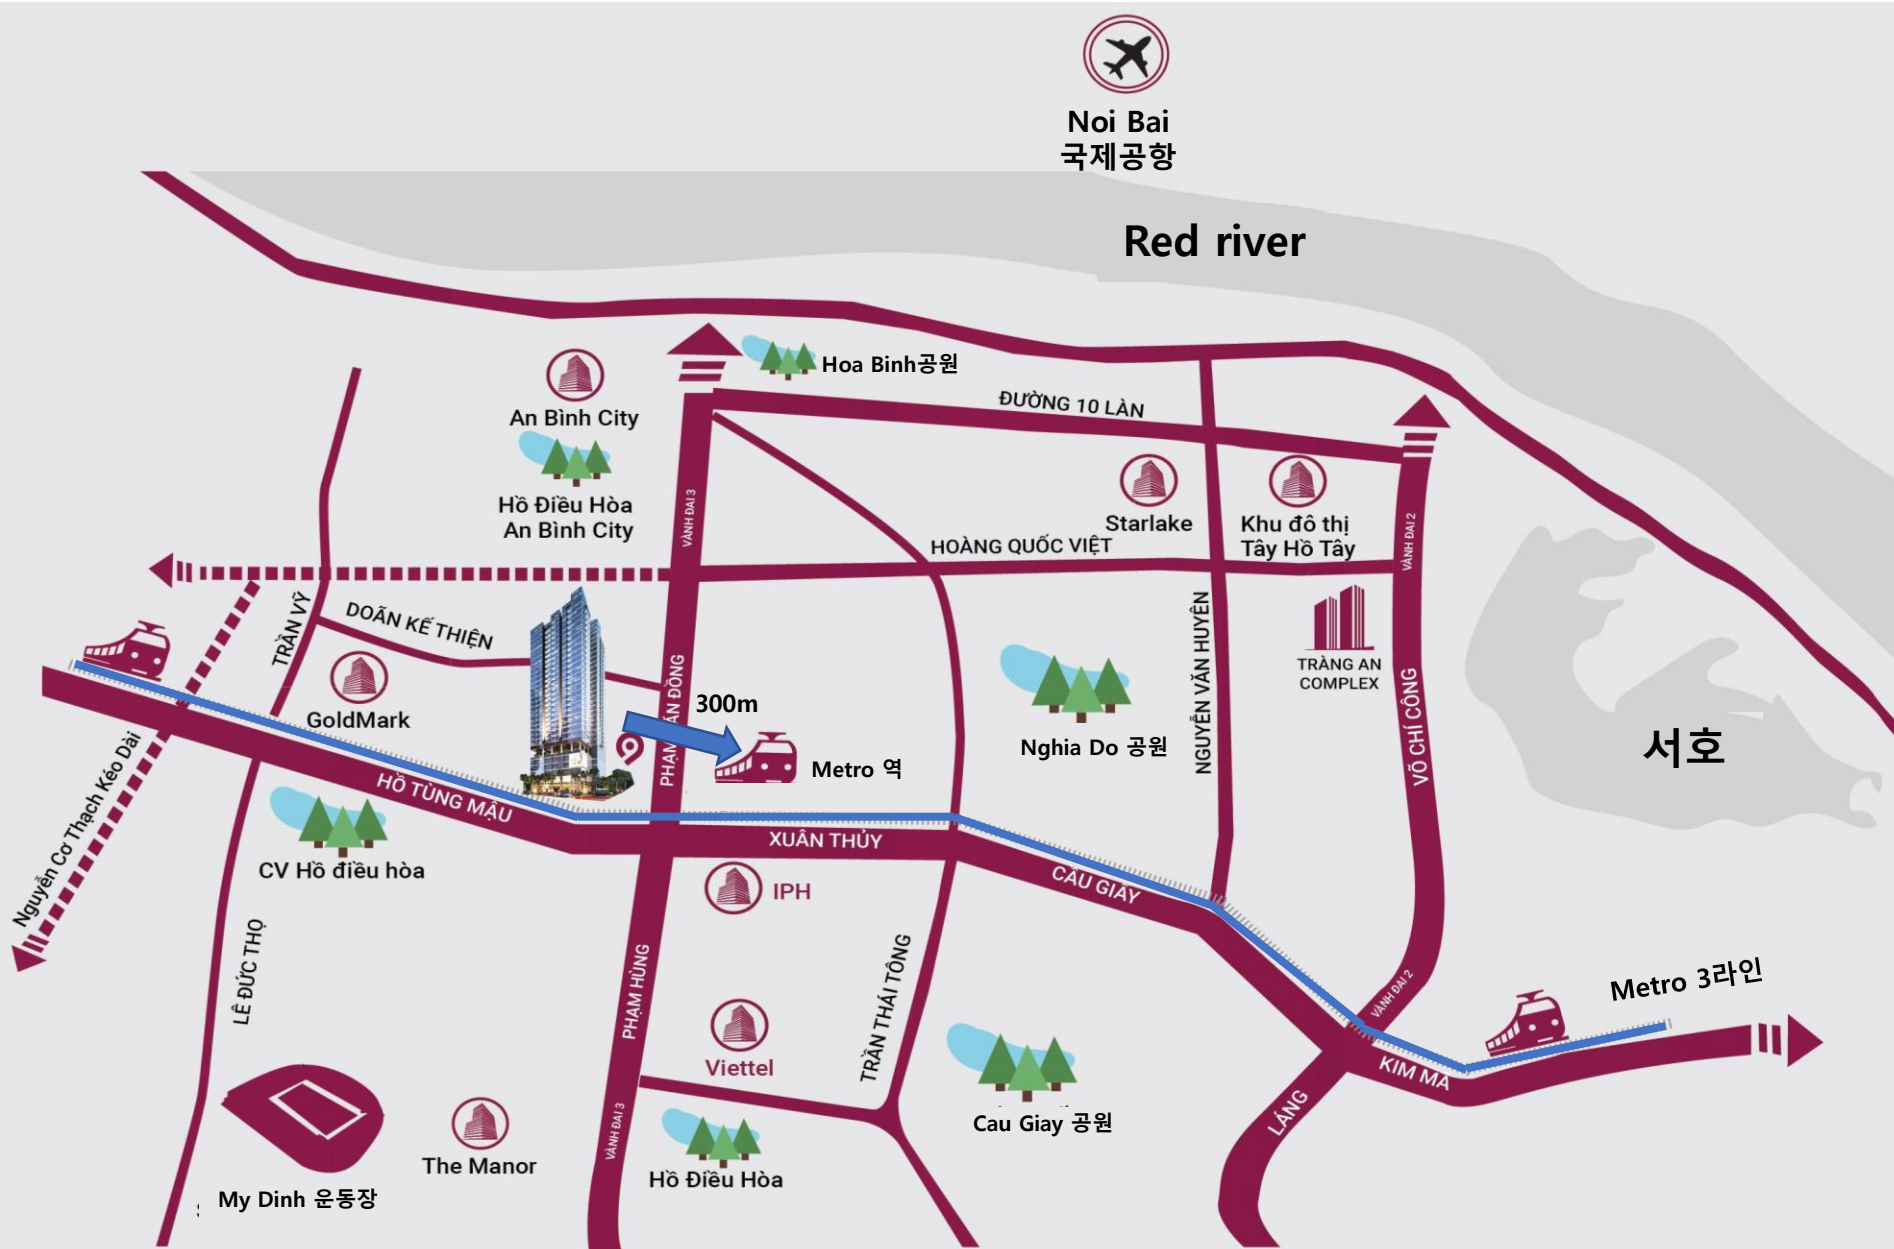 Noi Bai
국제공항
Red river
Hoa Binh공원
An Bình City
ĐƯỜNG 10 LÀN
Hồ Điều Hòa
An Bình City
VÀNH ĐAI 3
Starlake
Khu đô thị
Tây Hồ Tây
VÀNH ĐAI 2
HOÀNG QUỐC VIỆT
TRẦN VỸ
DOÃN KẾ THIỆN
NGUYỄN VĂN HUYÊN
TRÀNG AN
COMPLEX
GoldMark
PHẠM VĂN ĐỒNG
300m
Metro 역
Nghia Do 공원
VÕ CHÍ CÔNG
서호
Nguyễn Cơ Thạch Kéo Dài
HỒ TÙNG MẬU
XUÂN THỦY
CV Hồ điều hòa
IPH
CẦU GIẤY
LÊ ĐỨC THỌ
PHẠM HÙNG
TRẦN THÁI TÔNG
VÀNH ĐAI 2
Metro 3라인
Viettel
KIM MÃ
LÁNG
Cau Giay 공원
VÀNH ĐAI 3
The Manor
Hồ Điều Hòa
My Dinh 운동장